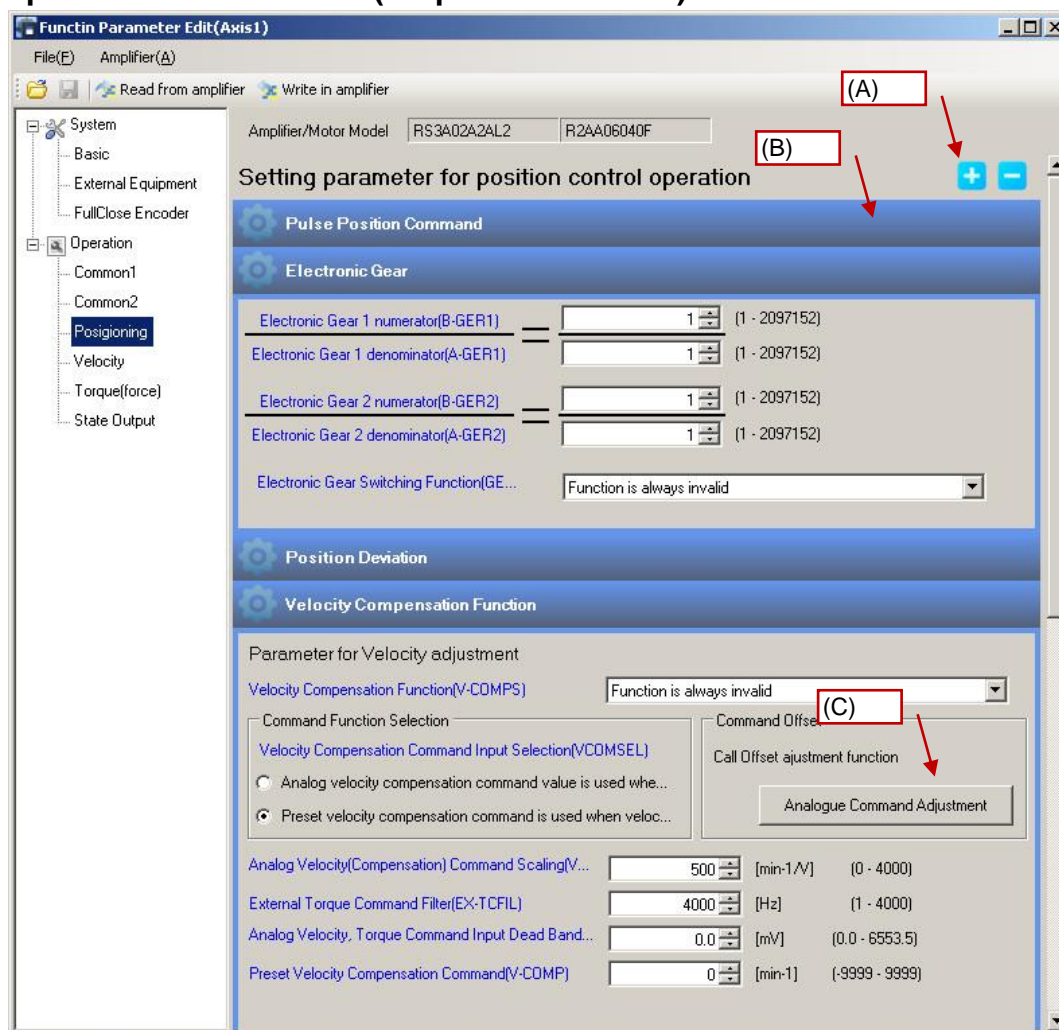 Functin Parameter Edit(Axis1)
File(F) Amplifier(A)
Read from amplifier Write in amplifier
(A)
System
Basic
External Equipment
FullClose Encoder
Operation
Common1
Common2
Posigioning
Velocity
Torque(force)
State Output
Amplifier/Motor Model RS3A02A2AL2 R2AA06040F
(B)
Setting parameter for position control operation
Pulse Position Command
Electronic Gear
Electronic Gear 1 numerator(B-GER1) = 1 (1 - 2097152)
Electronic Gear 1 denominator(A-GER1) 1 (1 - 2097152)
Electronic Gear 2 numerator(B-GER2) = 1 (1 - 2097152)
Electronic Gear 2 denominator(A-GER2) 1 (1 - 2097152)
Electronic Gear Switching Function(GE... Function is always invalid
Position Deviation
Velocity Compensation Function
Parameter for Velocity adjustment
Velocity Compensation Function(V-COMPS) Function is always invalid
(C)
Command Function Selection
Velocity Compensation Command Input Selection(VCOMSEL)
Analog velocity compensation command value is used whe...
Preset velocity compensation command is used when veloc...
Command Offset
Call Offset ajustment function
Analogue Command Adjustment
Analog Velocity(Compensation) Command Scaling(V... 500 [min-1/V] (0 - 4000)
External Torque Command Filter(EX-TCFIL) 4000 [Hz] (1 - 4000)
Analog Velocity, Torque Command Input Dead Band... 0.0 [mV] (0.0 - 6553.5)
Preset Velocity Compensation Command(V-COMP) 0 [min-1] (-9999 - 9999)